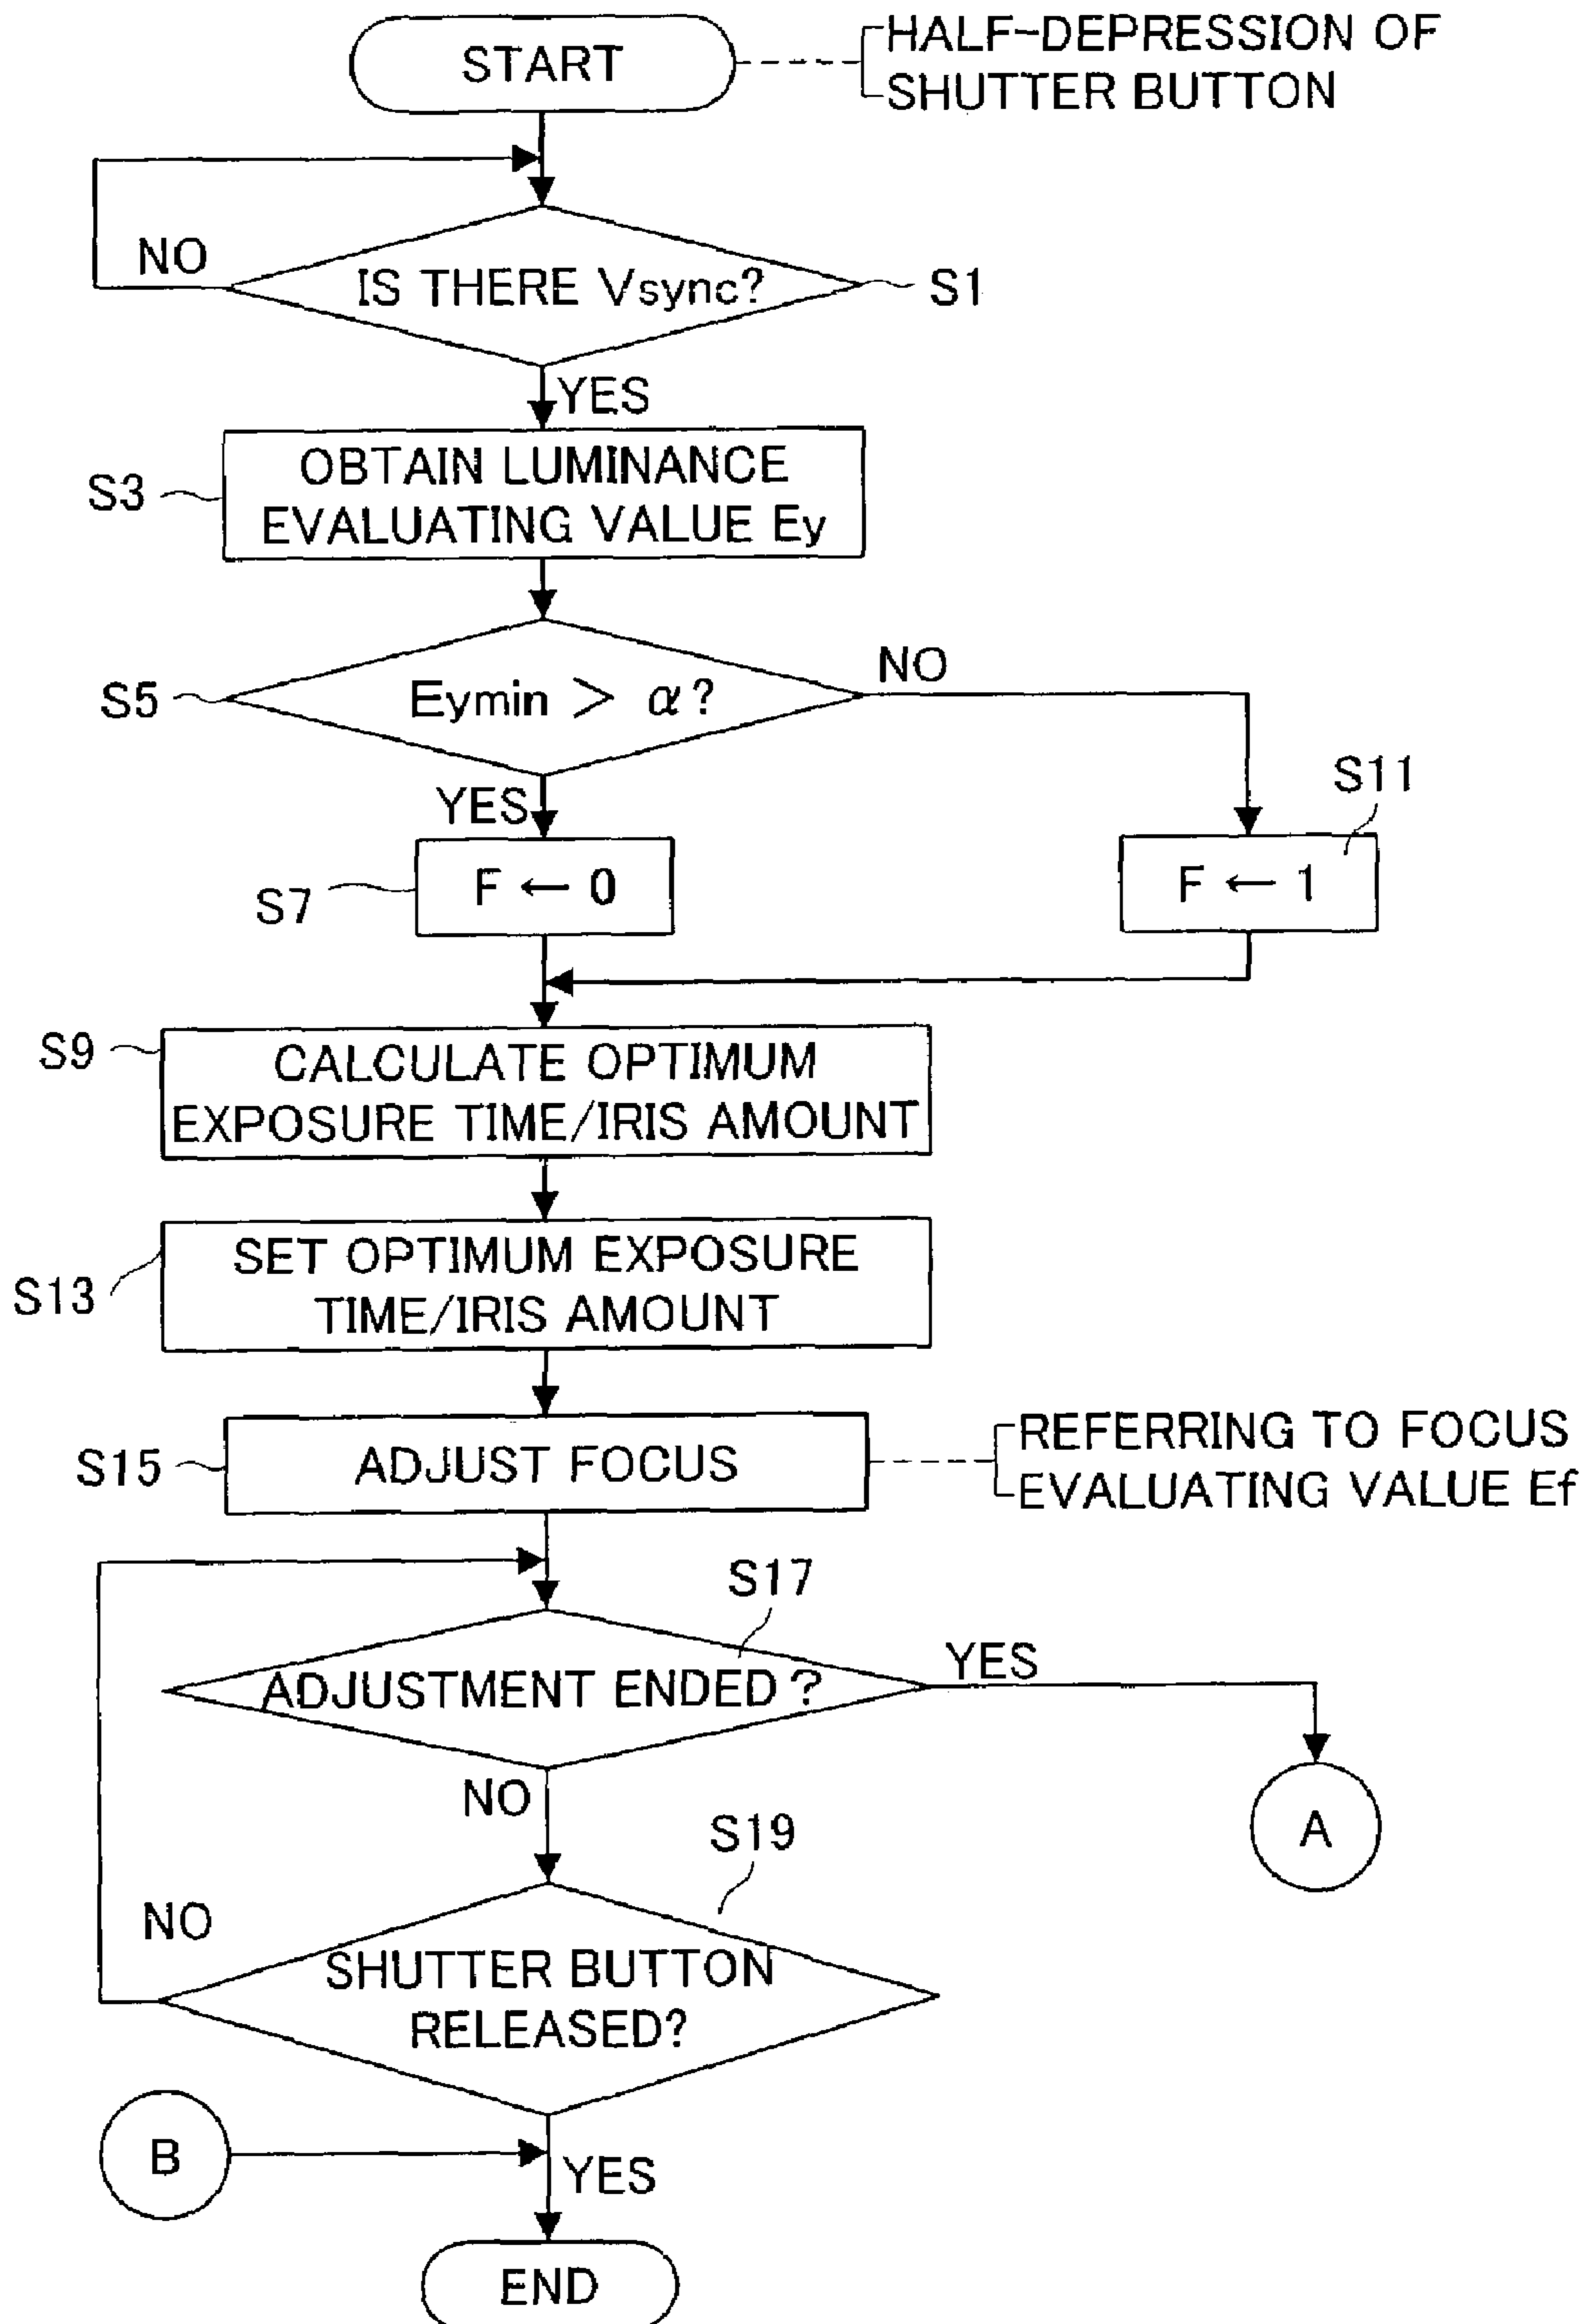 START
HALF-DEPRESSION OF
SHUTTER BUTTON
NO
IS THERE Vsync?
S1
YES
S3
OBTAIN LUMINANCE
EVALUATING VALUE Ey
S5
Eymin > α?
NO
YES
S11
S7
F ← 0
F ← 1
S9
CALCULATE OPTIMUM
EXPOSURE TIME/IRIS AMOUNT
S13
SET OPTIMUM EXPOSURE
TIME/IRIS AMOUNT
S15
ADJUST FOCUS
REFERRING TO FOCUS
EVALUATING VALUE Ef
S17
ADJUSTMENT ENDED?
YES
NO
A
S19
NO
SHUTTER BUTTON
RELEASED?
B
YES
END